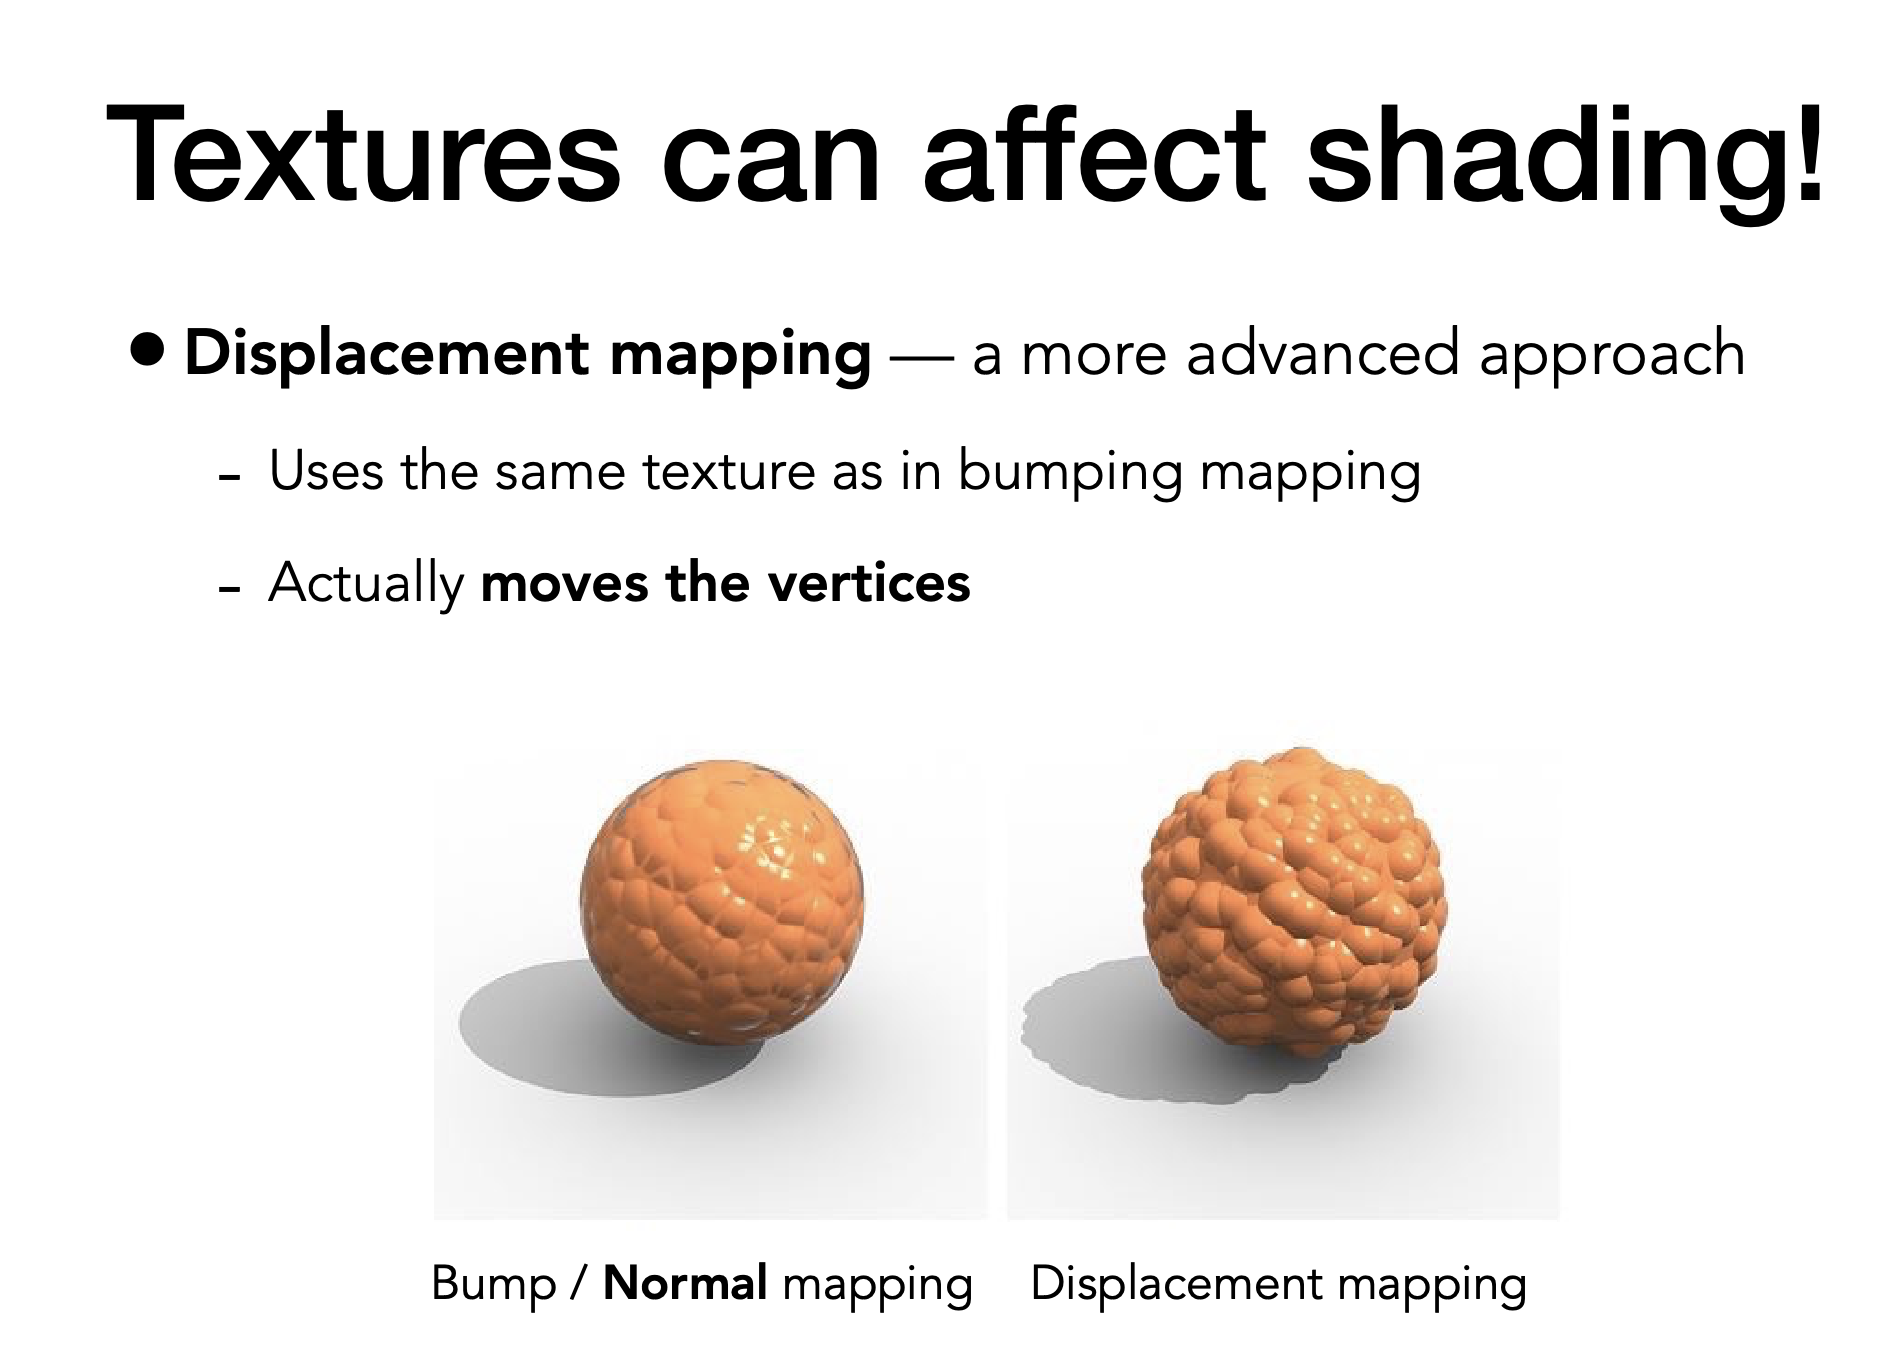 Textures can affect shading!
● Displacement mapping — a more advanced approach
- Uses the same texture as in bumping mapping
- Actually moves the vertices
Bump / Normal mapping
Displacement mapping